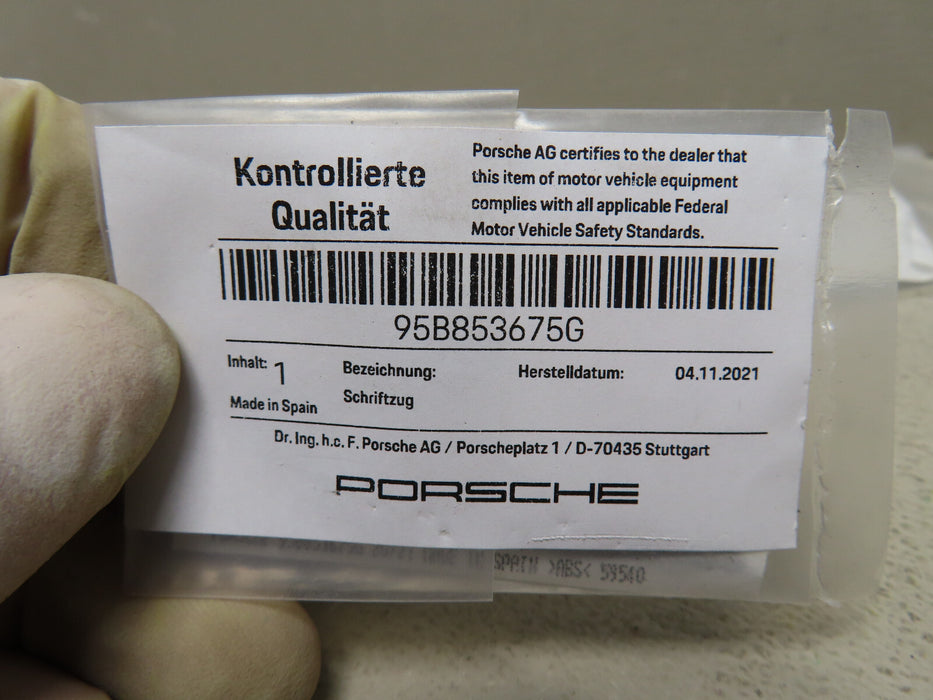 Kontrollierte
Qualität
Porsche AG certifies to the dealer that
this item of motor vehicle equipment
complies with all applicable Federal
Motor Vehicle Safety Standards.
95B853675G
Inhalt: 1
Made in Spain
Bezeichnung:
Schriftzug
Herstelldatum: 04.11.2021
Dr. Ing. h.c. F. Porsche AG / Porscheplatz 1 / D-70435 Stuttgart
PORSCHE
SPAIN >ABS< 59540